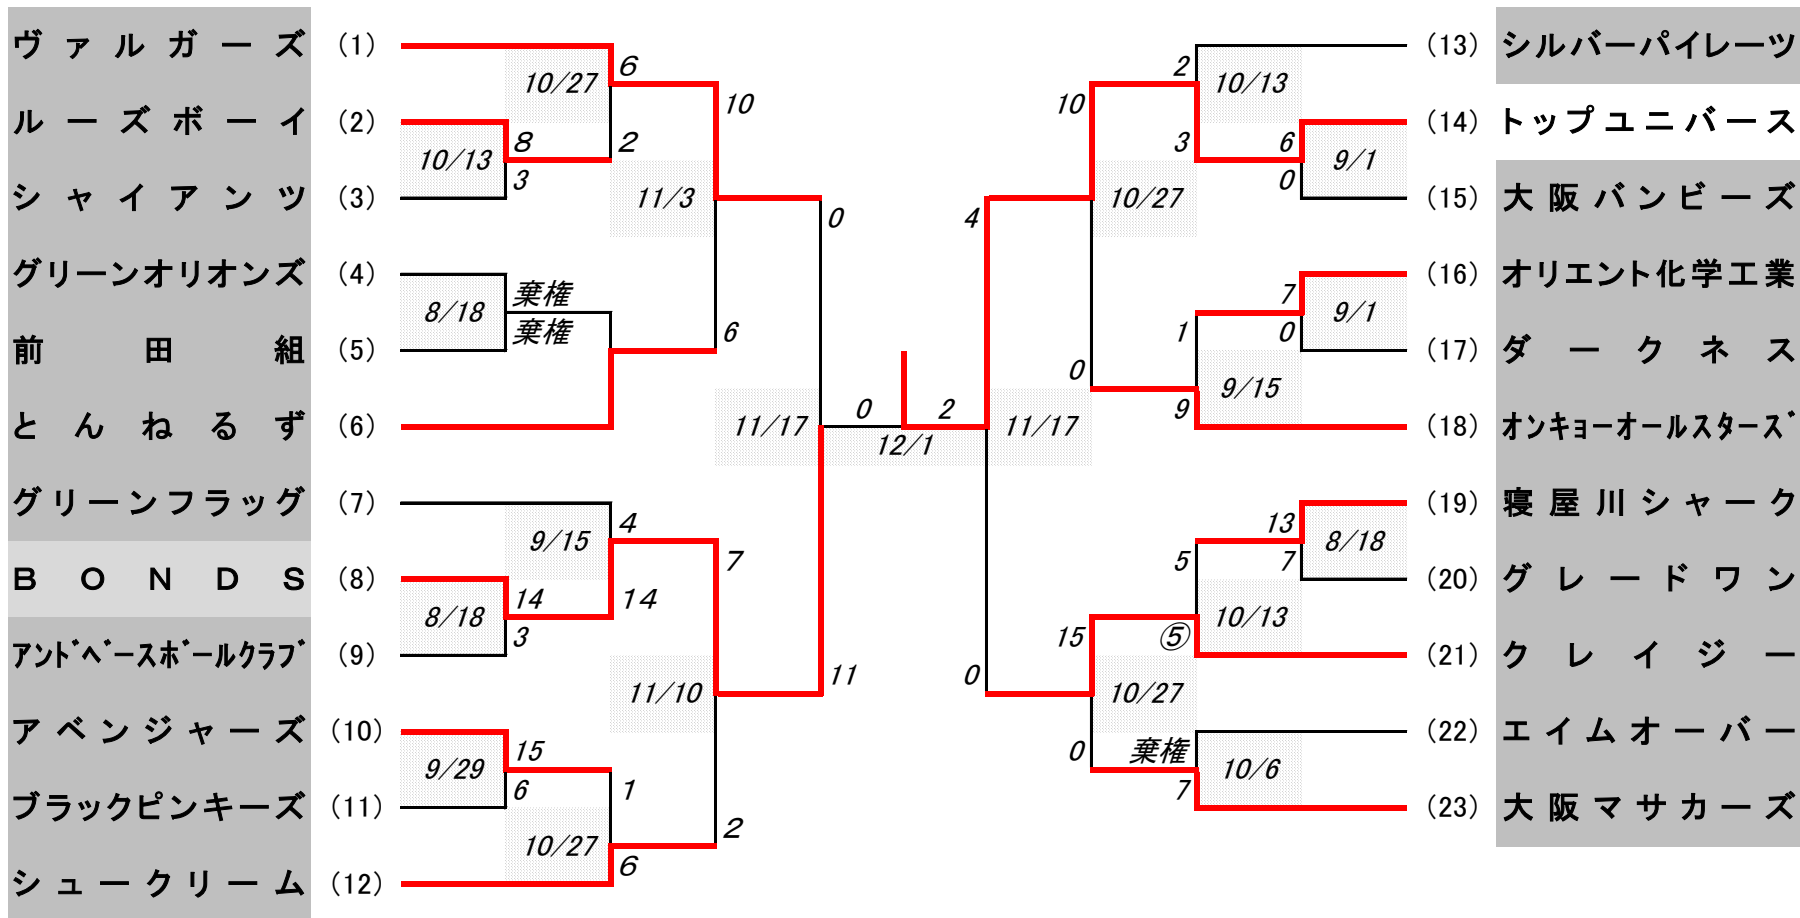 ヴァルガーズ (1)
ルーズボーイ (2)
シャイアンツ (3)
グリーンオリオンズ (4)
前田組 (5)
とんねるず (6)
グリーンフラッグ (7)
BONDS (8)
アンドベースボールクラブ (9)
アベンジャーズ (10)
ブラックピンキーズ (11)
シュークリーム (12)
10/27
6
2
10/13
8
3
11/3
10
6
8/18
棄権
棄権
11/17
0
11
9/15
4
14
8/18
14
3
11/10
7
2
9/29
15
6
10/27
1
6
0
2
12/1
11/17
4
0
10/27
10
0
10/13
2
3
9/1
6
0
9/1
7
0
9/15
1
9
8/18
13
7
10/13
5
⑤
10/27
15
0
10/6
棄権
7
(13) シルバーパイレーツ
(14) トップユニバース
(15) 大阪バンビーズ
(16) オリエント化学工業
(17) ダークネス
(18) オンキョーオールスターズ
(19) 寝屋川シャーク
(20) グレードワン
(21) クレイジー
(22) エイムオーバー
(23) 大阪マサカーズ